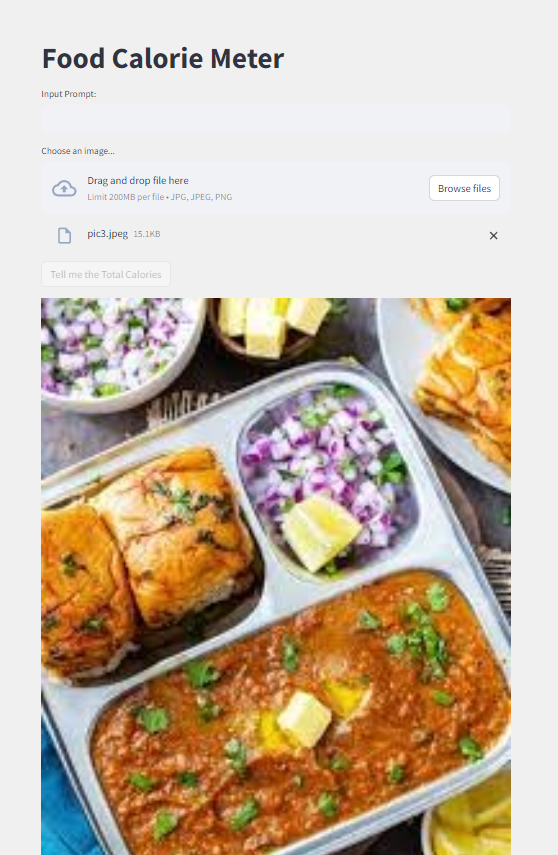 Food Calorie Meter
Input Prompt:
Choose an image...
Drag and drop file here
Limit 200MB per file • JPG, JPEG, PNG
Browse files
pic3.jpeg 15.1KB
Tell me the Total Calories